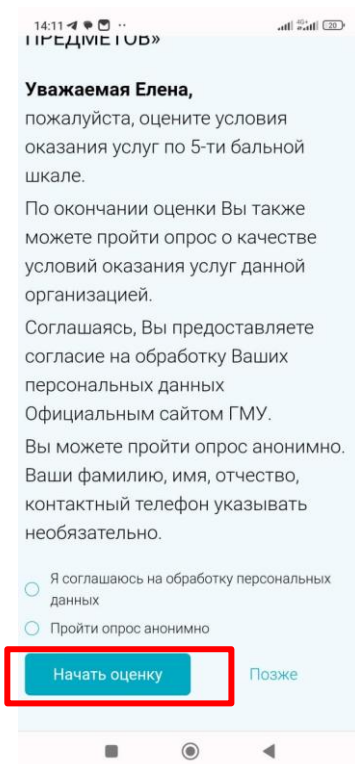 14:11
4G+
20
ПРЕДМЕТОВ»
Уважаемая Елена,
пожалуйста, оцените условия
оказания услуг по 5-ти бальной
шкале.
По окончании оценки Вы также
можете пройти опрос о качестве
условий оказания услуг данной
организацией.
Соглашаясь, Вы предоставляете
согласие на обработку Ваших
персональных данных
Официальным сайтом ГМУ.
Вы можете пройти опрос анонимно.
Ваши фамилию, имя, отчество,
контактный телефон указывать
необязательно.
Я соглашаюсь на обработку персональных
данных
Пройти опрос анонимно
Начать оценку
Позже